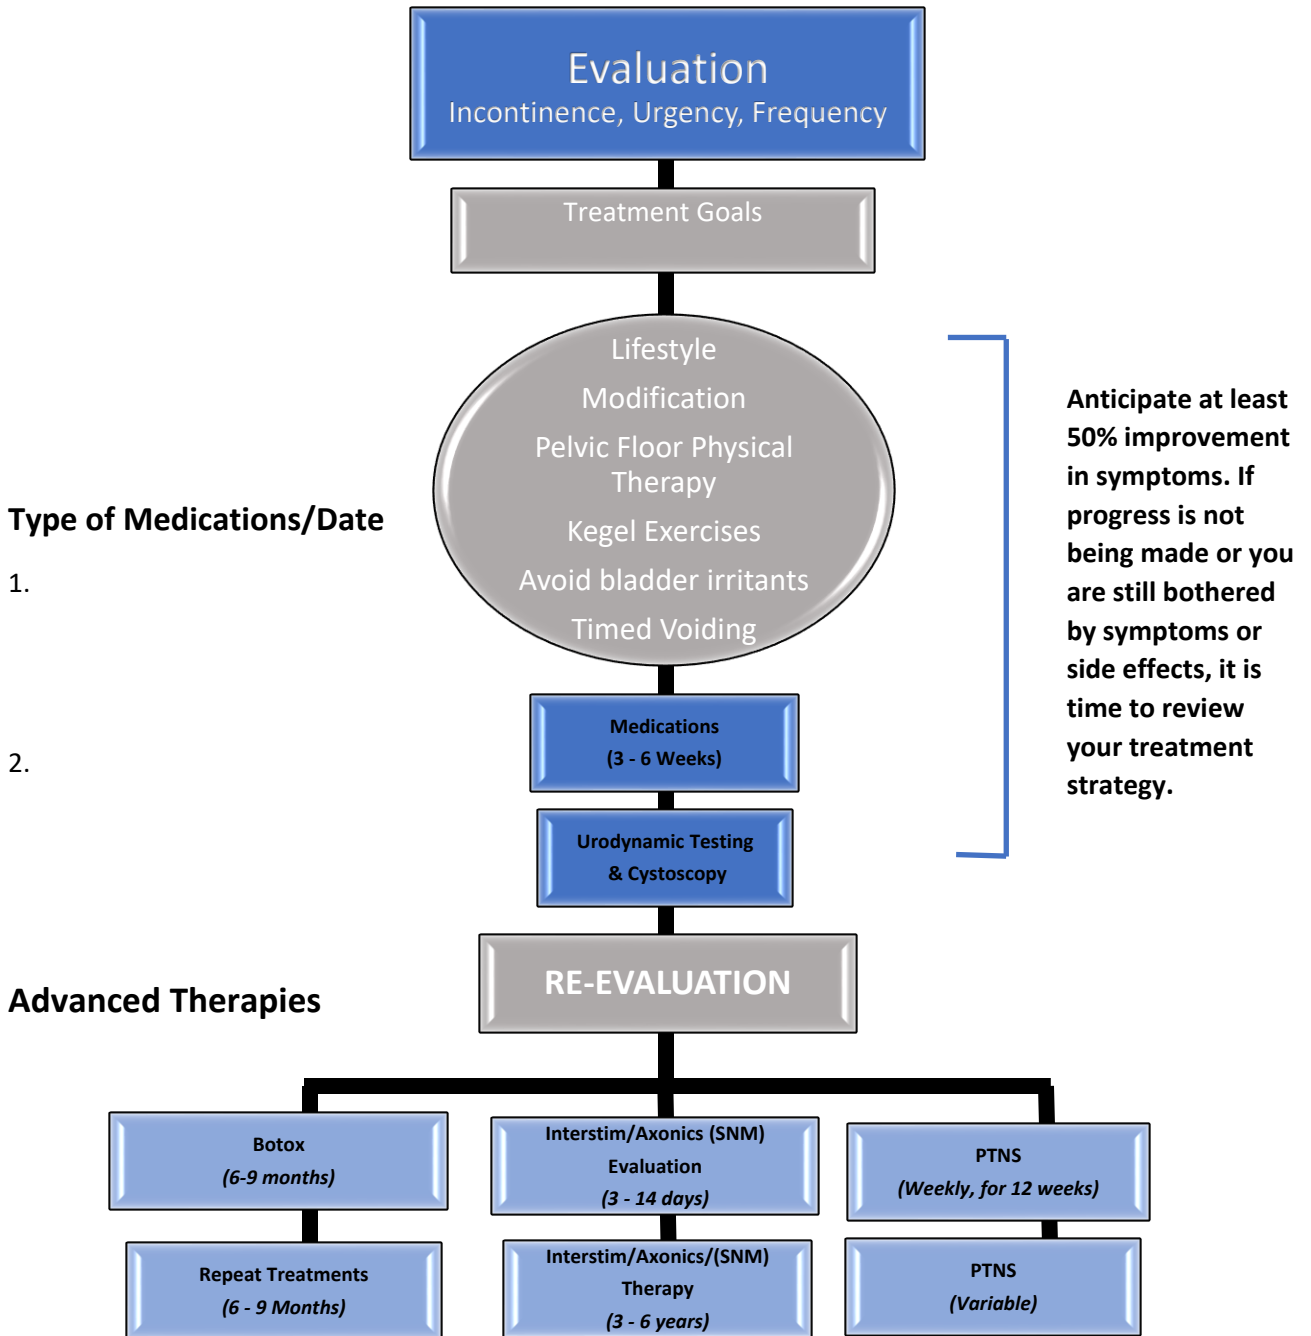 Evaluation
Incontinence, Urgency, Frequency
Treatment Goals
Lifestyle
Modification
Pelvic Floor Physical
Therapy
Kegel Exercises
Avoid bladder irritants
Timed Voiding
Anticipate at least
50% improvement
in symptoms. If
progress is not
being made or you
are still bothered
by symptoms or
side effects, it is
time to review
your treatment
strategy.
Type of Medications/Date
1.
2.
Medications
(3 - 6 Weeks)
Urodynamic Testing
& Cystoscopy
RE-EVALUATION
Advanced Therapies
Botox
(6-9 months)
Interstim/Axonics (SNM)
Evaluation
(3 - 14 days)
PTNS
(Weekly, for 12 weeks)
Repeat Treatments
(6 - 9 Months)
Interstim/Axonics/(SNM)
Therapy
(3 - 6 years)
PTNS
(Variable)